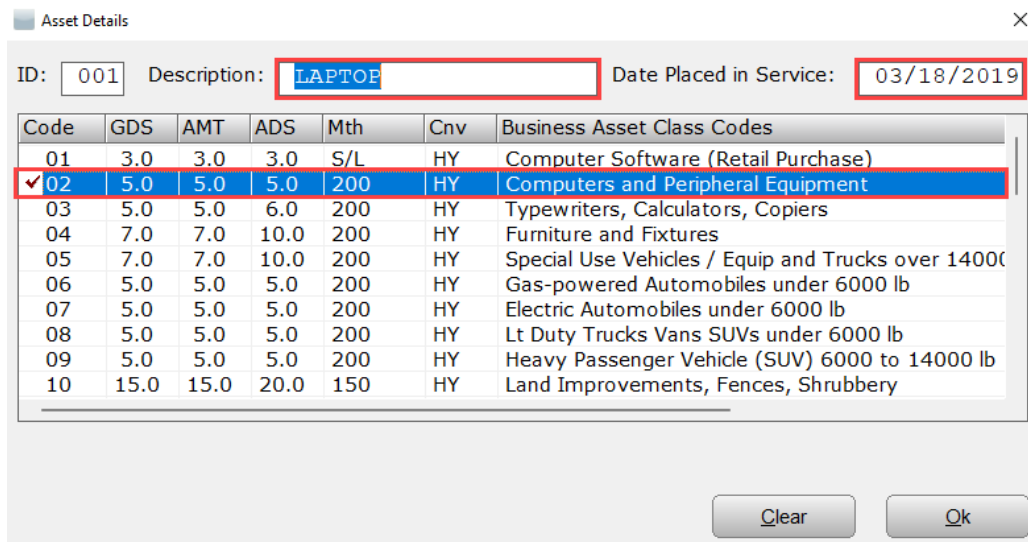 Asset Details
ID: 001 Description: LAPTOP Date Placed in Service: 03/18/2019
Code GDS AMT ADS Mth Cnv Business Asset Class Codes
01 3.0 3.0 3.0 S/L HY Computer Software (Retail Purchase)
02 5.0 5.0 5.0 200 HY Computers and Peripheral Equipment
03 5.0 5.0 6.0 200 HY Typewriters, Calculators, Copiers
04 7.0 7.0 10.0 200 HY Furniture and Fixtures
05 7.0 7.0 10.0 200 HY Special Use Vehicles / Equip and Trucks over 14000
06 5.0 5.0 5.0 200 HY Gas-powered Automobiles under 6000 lb
07 5.0 5.0 5.0 200 HY Electric Automobiles under 6000 lb
08 5.0 5.0 5.0 200 HY Lt Duty Trucks Vans SUVs under 6000 lb
09 5.0 5.0 5.0 200 HY Heavy Passenger Vehicle (SUV) 6000 to 14000 lb
10 15.0 15.0 20.0 150 HY Land Improvements, Fences, Shrubbery
Clear Ok